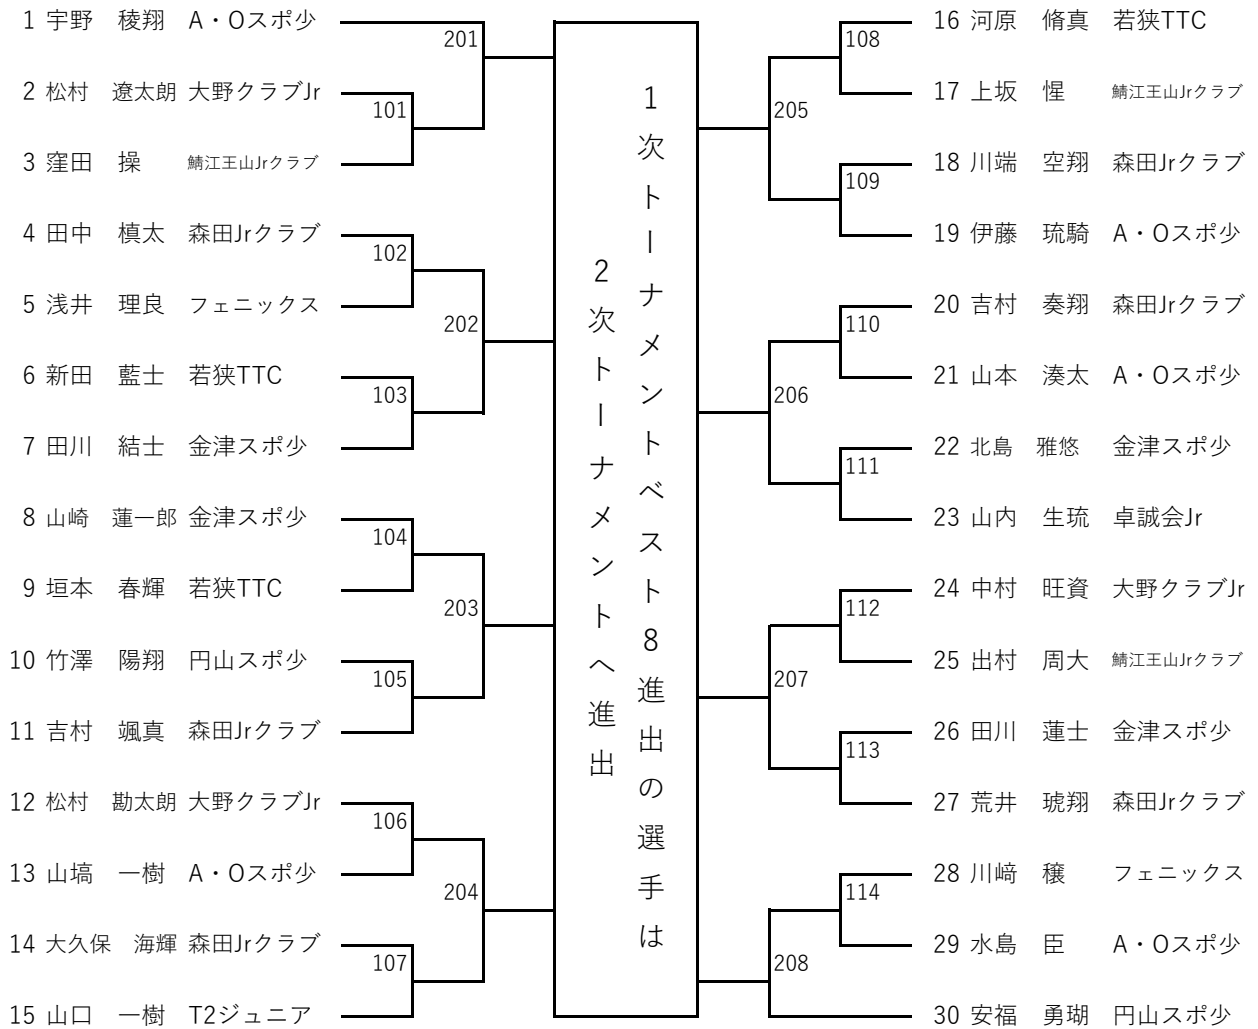 1 宇野 稜翔 A・Oスポ少
2 松村 遼太朗 大野クラブJr
3 窪田 操 鯖江王山Jrクラブ
4 田中 槙太 森田Jrクラブ
5 浅井 理良 フェニックス
6 新田 藍士 若狭TTC
7 田川 結士 金津スポ少
8 山崎 蓮一郎 金津スポ少
9 垣本 春輝 若狭TTC
10 竹澤 陽翔 円山スポ少
11 吉村 颯真 森田Jrクラブ
12 松村 勘太朗 大野クラブJr
13 山塙 一樹 A・Oスポ少
14 大久保 海輝 森田Jrクラブ
15 山口 一樹 T2ジュニア
201
101
102
202
103
104
203
105
106
204
107
1次トーナメントベスト8進出の選手は
2次トーナメントへ進出
108
205
109
110
206
111
112
207
113
114
208
16 河原 脩真 若狭TTC
17 上坂 惺 鯖江王山Jrクラブ
18 川端 空翔 森田Jrクラブ
19 伊藤 琉騎 A・Oスポ少
20 吉村 奏翔 森田Jrクラブ
21 山本 湊太 A・Oスポ少
22 北島 雅悠 金津スポ少
23 山内 生琉 卓誠会Jr
24 中村 旺資 大野クラブJr
25 出村 周大 鯖江王山Jrクラブ
26 田川 蓮士 金津スポ少
27 荒井 琥翔 森田Jrクラブ
28 川﨑 穣 フェニックス
29 水島 臣 A・Oスポ少
30 安福 勇瑚 円山スポ少